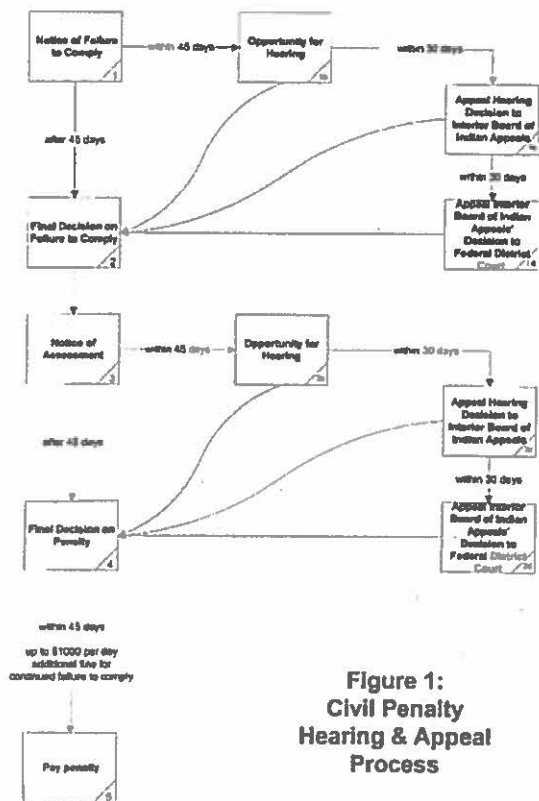 Notice of Failure
to Comply
1
within 45 days
Opportunity for
Hearing
within 30 days
Appeal Hearing
Decision to
Interior Board of
Indian Appeals
after 45 days
within 30 days
Final Decision on
Failure to Comply
2
Appeal Interior
Board of Indian
Appeals'
Decision to
Federal District
Court
Notice of
Assessment
3
within 45 days
Opportunity for
Hearing
within 30 days
Appeal Hearing
Decision to
Interior Board of
Indian Appeals
after 45 days
within 30 days
Final Decision on
Penalty
4
Appeal Interior
Board of Indian
Appeals'
Decision to
Federal District
Court
within 45 days
up to $1000 per day
additional fine for
continued failure to comply
Pay penalty
5
Figure 1:
Civil Penalty
Hearing & Appeal
Process